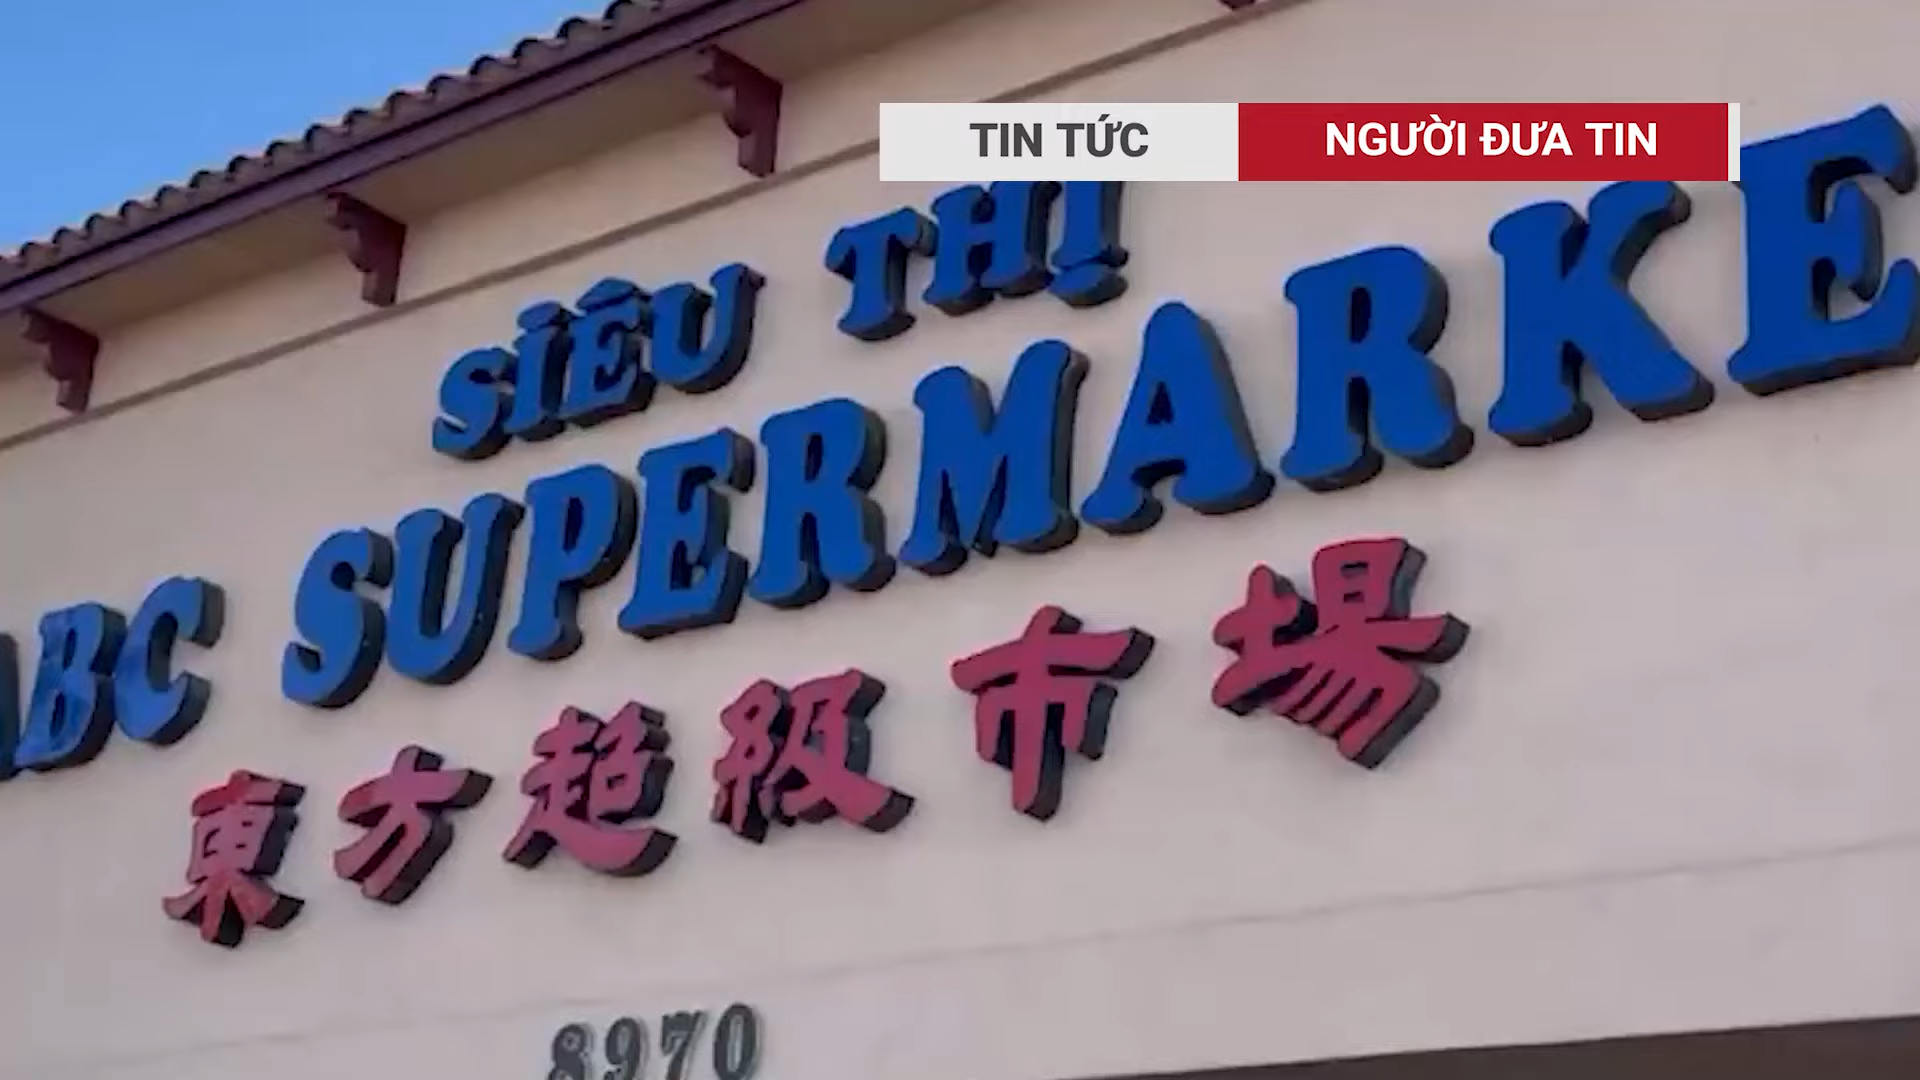 TIN TỨC NGƯỜI ĐƯA TIN
SIÊU THỊ
ABC SUPERMARKE
東方超級市場
8970